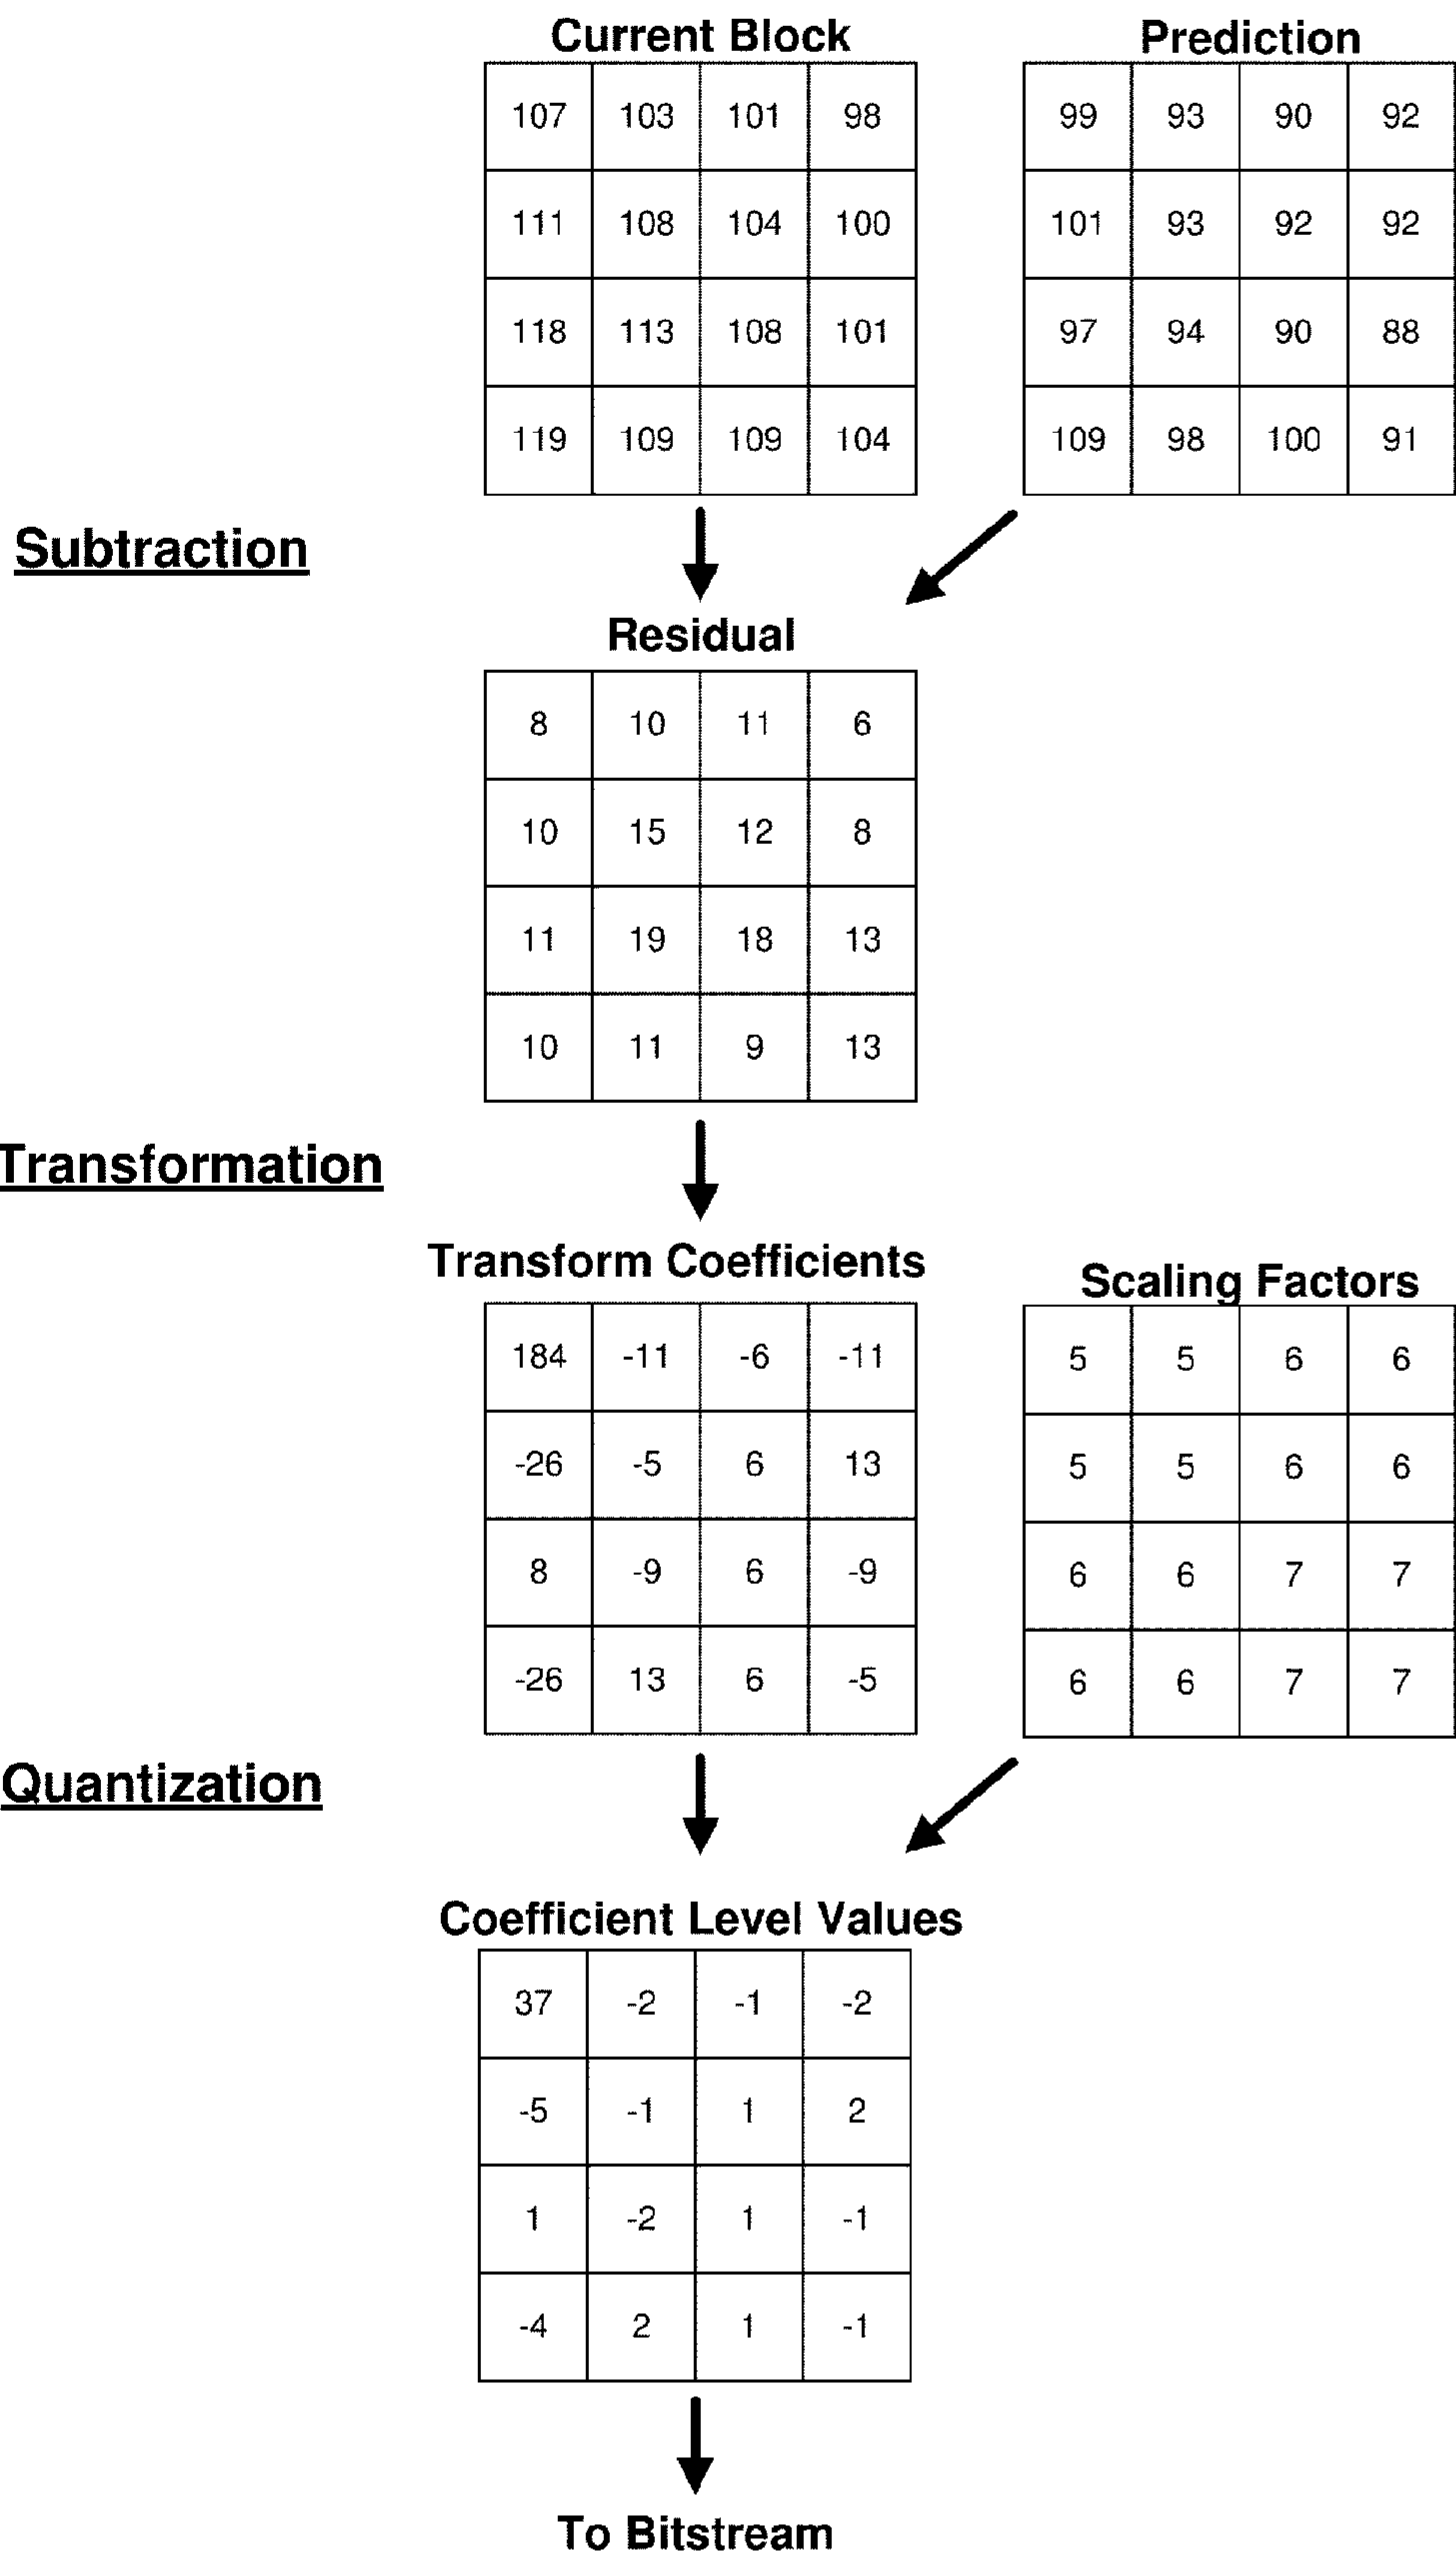 Current Block Prediction
107 103 101 98 99 93 90 92
111 108 104 100 101 93 92 92
118 113 108 101 97 94 90 88
119 109 109 104 109 98 100 91
Subtraction
Residual
8 10 11 6
10 15 12 8
11 19 18 13
10 11 9 13
Transformation
Transform Coefficients Scaling Factors
184 -11 -6 -11 5 5 6 6
-26 -5 6 13 5 5 6 6
8 -9 6 -9 6 6 7 7
-26 13 6 -5 6 6 7 7
Quantization
Coefficient Level Values
37 -2 -1 -2
-5 -1 1 2
1 -2 1 -1
-4 2 1 -1
To Bitstream